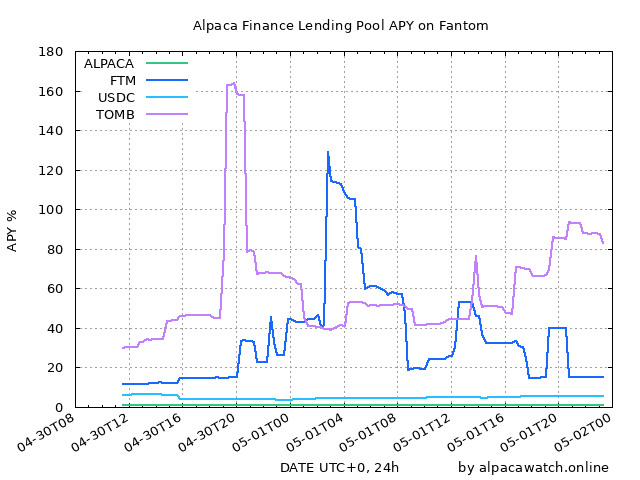 Alpaca Finance Lending Pool APY on Fantom
180
160
140
120
100
80
60
40
20
0
APY %
ALPACA
FTM
USDC
TOMB
04-30T08
04-30T12
04-30T16
04-30T20
05-01T00
05-01T04
05-01T08
05-01T12
05-01T16
05-01T20
05-02T00
DATE UTC+0, 24h
by alpacawatch.online